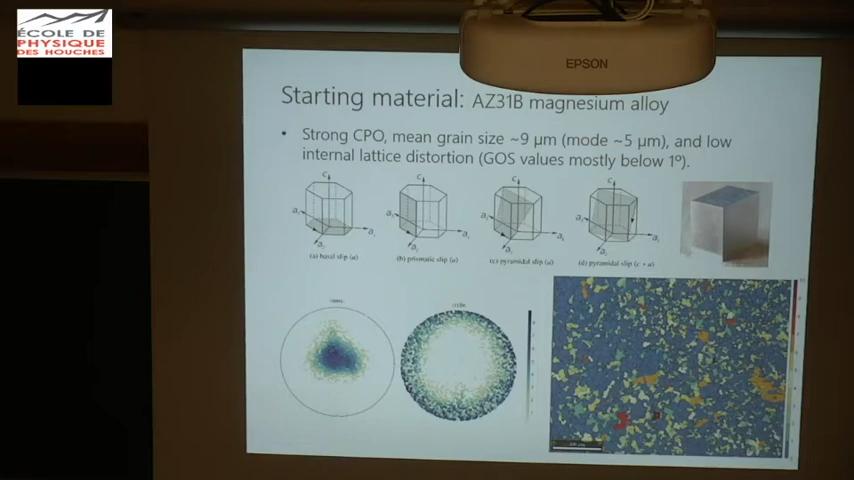 ÉCOLE DE
PHYSIQUE
DES HOUCHES
EPSON
Starting material: AZ31B magnesium alloy
• Strong CPO, mean grain size ~9 µm (mode ~5 µm), and low
internal lattice distortion (GOS values mostly below 1º).
(a) basal slip ⟨a⟩
(b) prismatic slip ⟨a⟩
(c) pyramidal slip ⟨a⟩
(d) pyramidal slip ⟨c + a⟩